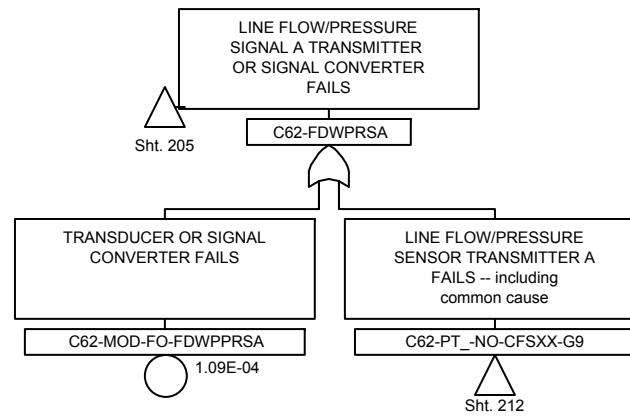 LINE FLOW/PRESSURE
SIGNAL A TRANSMITTER
OR SIGNAL CONVERTER
FAILS
Sht. 205
C62-FDWPRSA
TRANSDUCER OR SIGNAL
CONVERTER FAILS
C62-MOD-FO-FDWPPRSA
1.09E-04
LINE FLOW/PRESSURE
SENSOR TRANSMITTER A
FAILS -- including
common cause
C62-PT_-NO-CFSXX-G9
Sht. 212